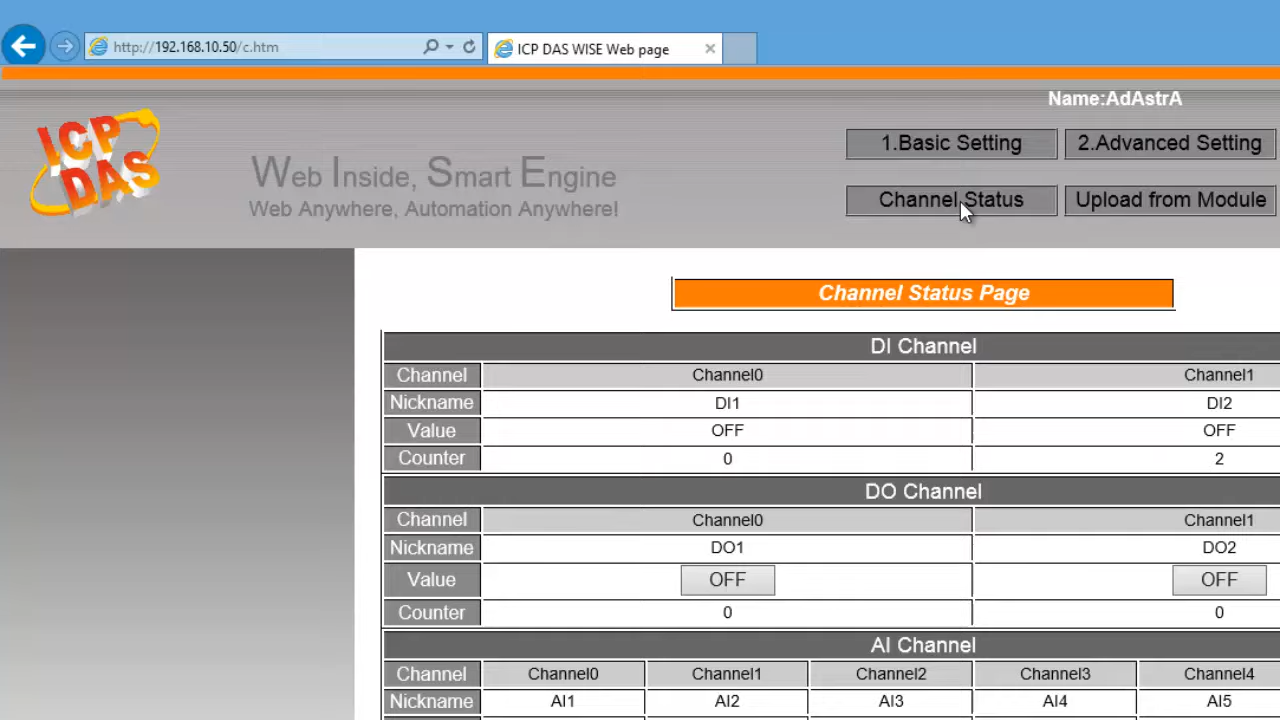 http://192.168.10.50/c.htm
ICP DAS WISE Web page
Name:AdAstrA
ICP
DAS
Web Inside, Smart Engine
Web Anywhere, Automation Anywhere!
1.Basic Setting 2.Advanced Setting
Channel Status Upload from Module
Channel Status Page
DI Channel
Channel Channel0 Channel1
Nickname DI1 DI2
Value OFF OFF
Counter 0 2
DO Channel
Channel Channel0 Channel1
Nickname DO1 DO2
Value OFF OFF
Counter 0 0
AI Channel
Channel Channel0 Channel1 Channel2 Channel3 Channel4
Nickname AI1 AI2 AI3 AI4 AI5